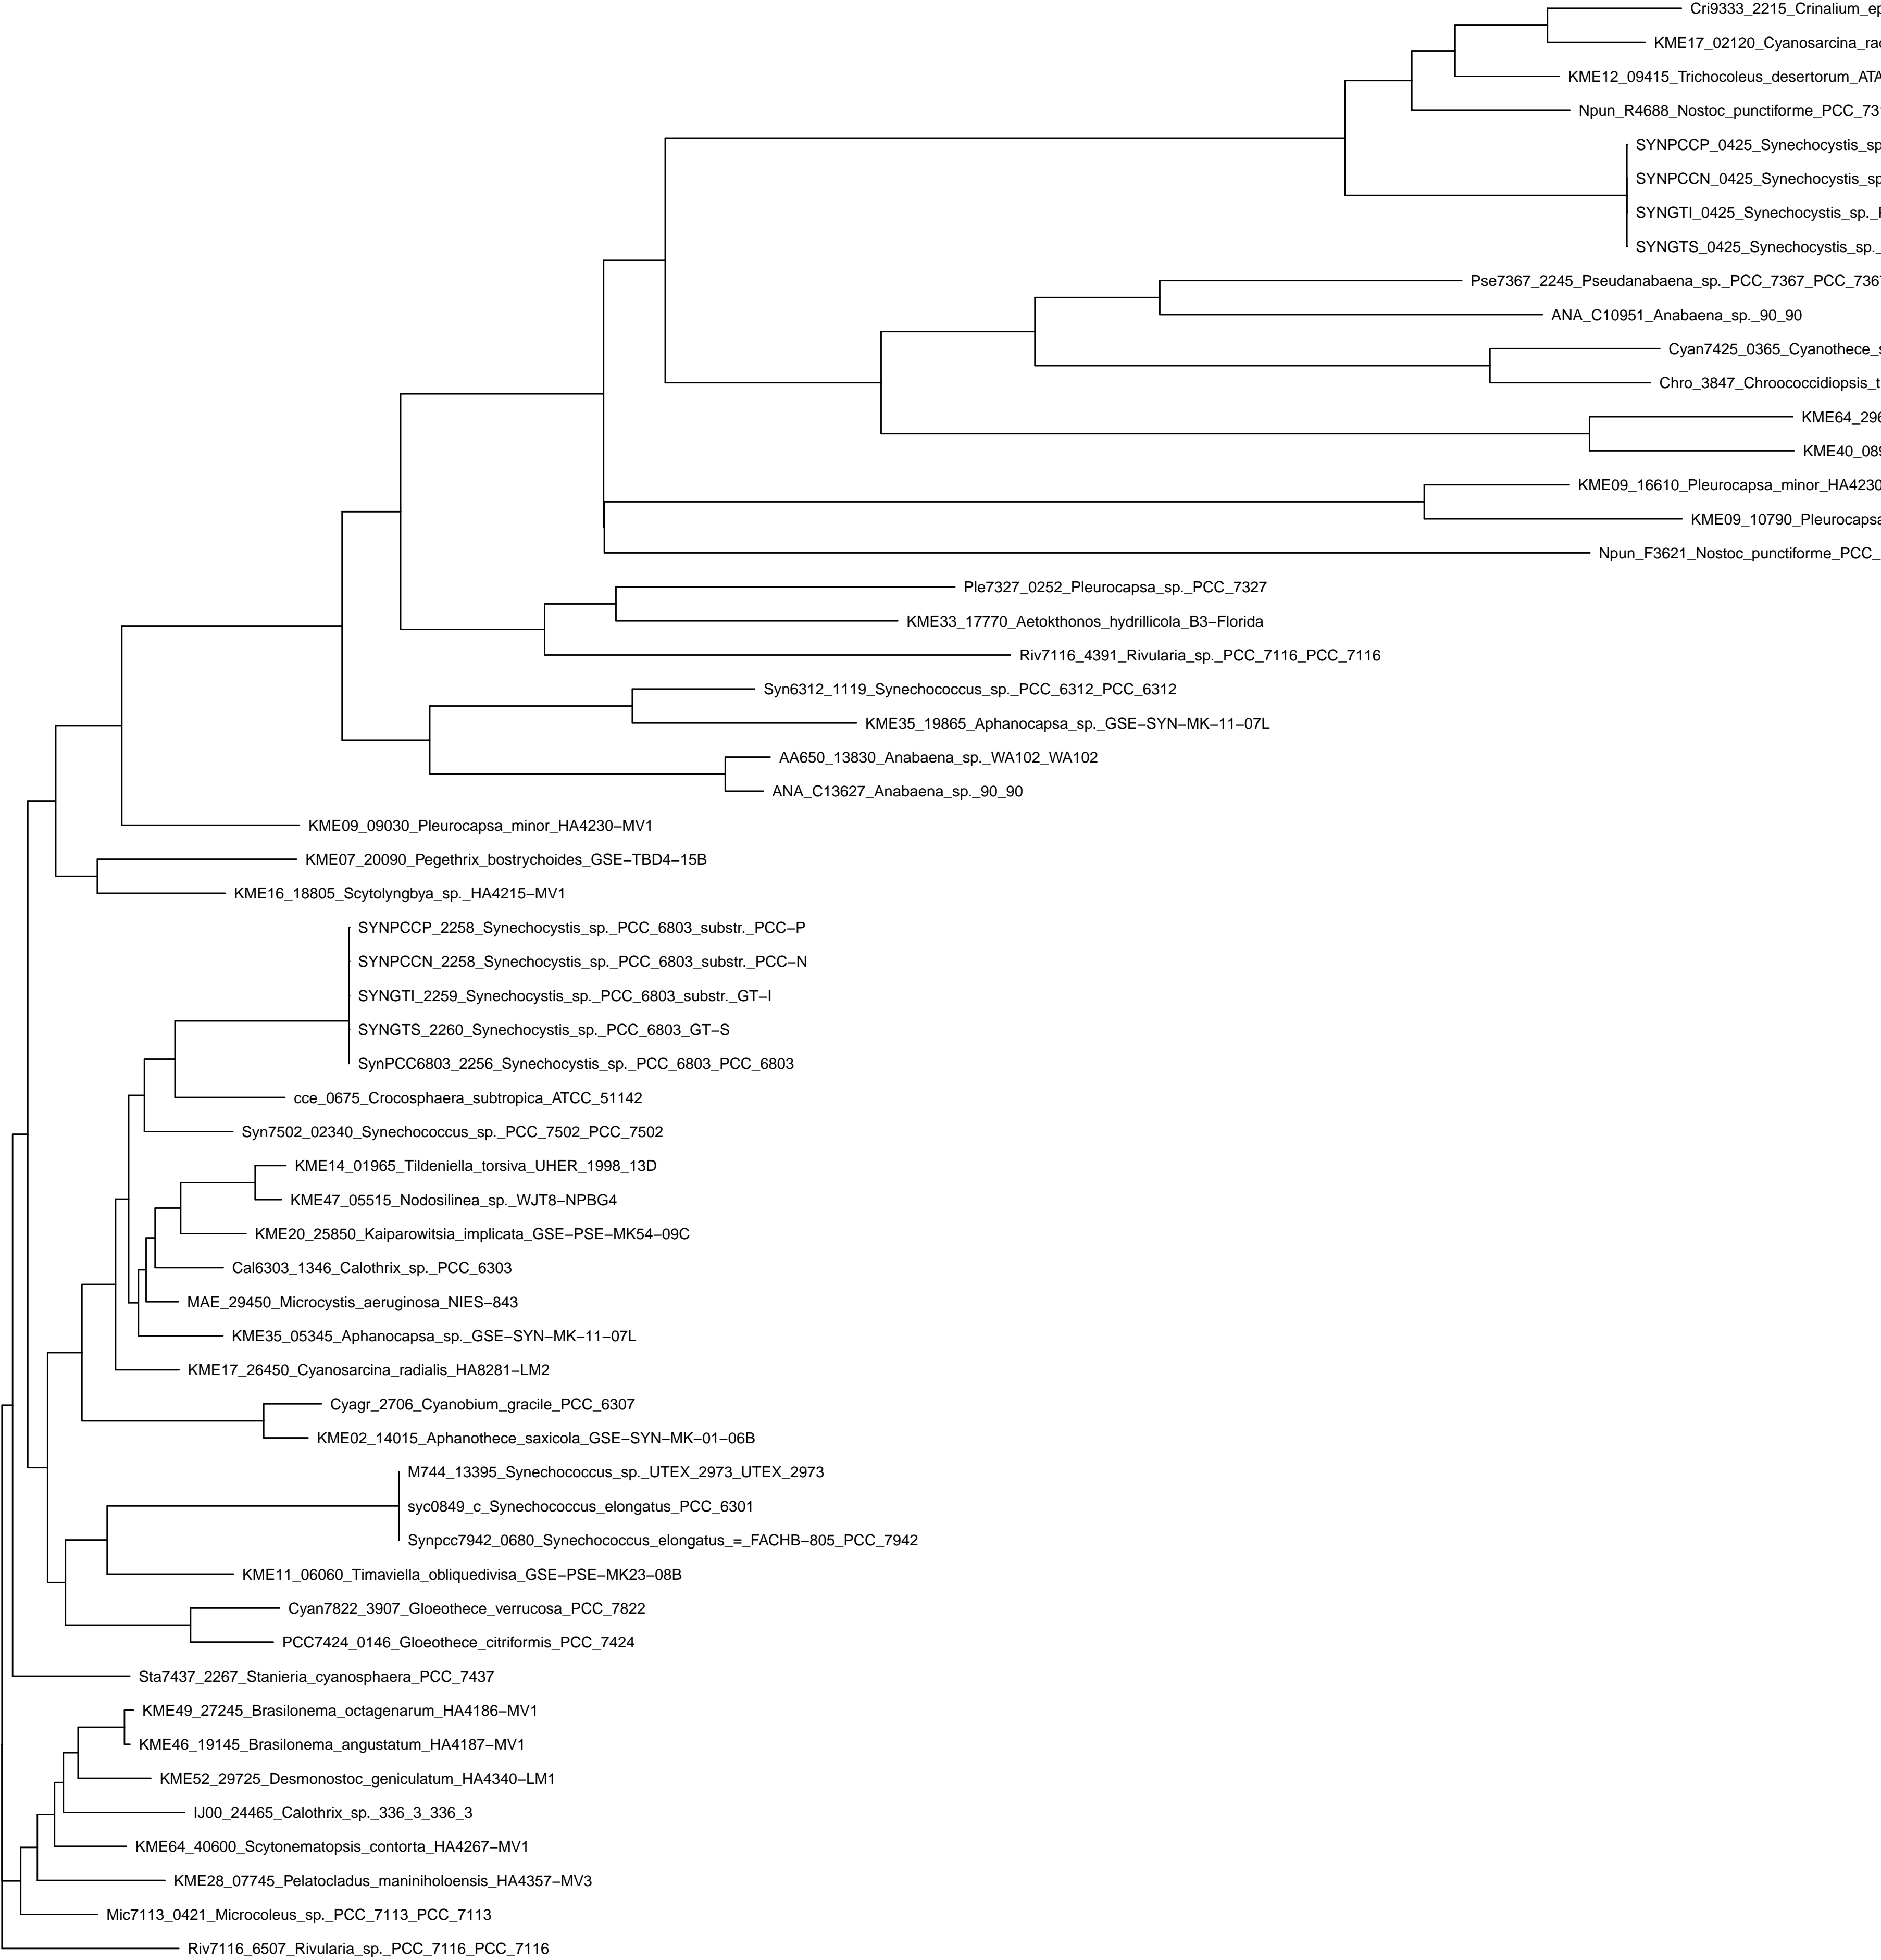 Cri9333_2215_Crinalium_ep
KME17_02120_Cyanosarcina_rad
KME12_09415_Trichocoleus_desertorum_ATA
Npun_R4688_Nostoc_punctiforme_PCC_73
SYNPCCP_0425_Synechocystis_sp
SYNPCCN_0425_Synechocystis_sp
SYNGTI_0425_Synechocystis_sp._
SYNGTS_0425_Synechocystis_sp._
Pse7367_2245_Pseudanabaena_sp._PCC_7367_PCC_7367
ANA_C10951_Anabaena_sp._90_90
Cyan7425_0365_Cyanothece_s
Chro_3847_Chroococcidiopsis_t
KME64_296
KME40_089
KME09_16610_Pleurocapsa_minor_HA4230
KME09_10790_Pleurocapsa
Npun_F3621_Nostoc_punctiforme_PCC_
Ple7327_0252_Pleurocapsa_sp._PCC_7327
KME33_17770_Aetokthonos_hydrillicola_B3−Florida
Riv7116_4391_Rivularia_sp._PCC_7116_PCC_7116
Syn6312_1119_Synechococcus_sp._PCC_6312_PCC_6312
KME35_19865_Aphanocapsa_sp._GSE−SYN−MK−11−07L
AA650_13830_Anabaena_sp._WA102_WA102
ANA_C13627_Anabaena_sp._90_90
KME09_09030_Pleurocapsa_minor_HA4230−MV1
KME07_20090_Pegethrix_bostrychoides_GSE−TBD4−15B
KME16_18805_Scytolyngbya_sp._HA4215−MV1
SYNPCCP_2258_Synechocystis_sp._PCC_6803_substr._PCC−P
SYNPCCN_2258_Synechocystis_sp._PCC_6803_substr._PCC−N
SYNGTI_2259_Synechocystis_sp._PCC_6803_substr._GT−I
SYNGTS_2260_Synechocystis_sp._PCC_6803_GT−S
SynPCC6803_2256_Synechocystis_sp._PCC_6803_PCC_6803
cce_0675_Crocosphaera_subtropica_ATCC_51142
Syn7502_02340_Synechococcus_sp._PCC_7502_PCC_7502
KME14_01965_Tildeniella_torsiva_UHER_1998_13D
KME47_05515_Nodosilinea_sp._WJT8−NPBG4
KME20_25850_Kaiparowitsia_implicata_GSE−PSE−MK54−09C
Cal6303_1346_Calothrix_sp._PCC_6303
MAE_29450_Microcystis_aeruginosa_NIES−843
KME35_05345_Aphanocapsa_sp._GSE−SYN−MK−11−07L
KME17_26450_Cyanosarcina_radialis_HA8281−LM2
Cyagr_2706_Cyanobium_gracile_PCC_6307
KME02_14015_Aphanothece_saxicola_GSE−SYN−MK−01−06B
M744_13395_Synechococcus_sp._UTEX_2973_UTEX_2973
syc0849_c_Synechococcus_elongatus_PCC_6301
Synpcc7942_0680_Synechococcus_elongatus_=_FACHB−805_PCC_7942
KME11_06060_Timaviella_obliquedivisa_GSE−PSE−MK23−08B
Cyan7822_3907_Gloeothece_verrucosa_PCC_7822
PCC7424_0146_Gloeothece_citriformis_PCC_7424
Sta7437_2267_Stanieria_cyanosphaera_PCC_7437
KME49_27245_Brasilonema_octagenarum_HA4186−MV1
KME46_19145_Brasilonema_angustatum_HA4187−MV1
KME52_29725_Desmonostoc_geniculatum_HA4340−LM1
IJ00_24465_Calothrix_sp._336_3_336_3
KME64_40600_Scytonematopsis_contorta_HA4267−MV1
KME28_07745_Pelatocladus_maniniholoensis_HA4357−MV3
Mic7113_0421_Microcoleus_sp._PCC_7113_PCC_7113
Riv7116_6507_Rivularia_sp._PCC_7116_PCC_7116